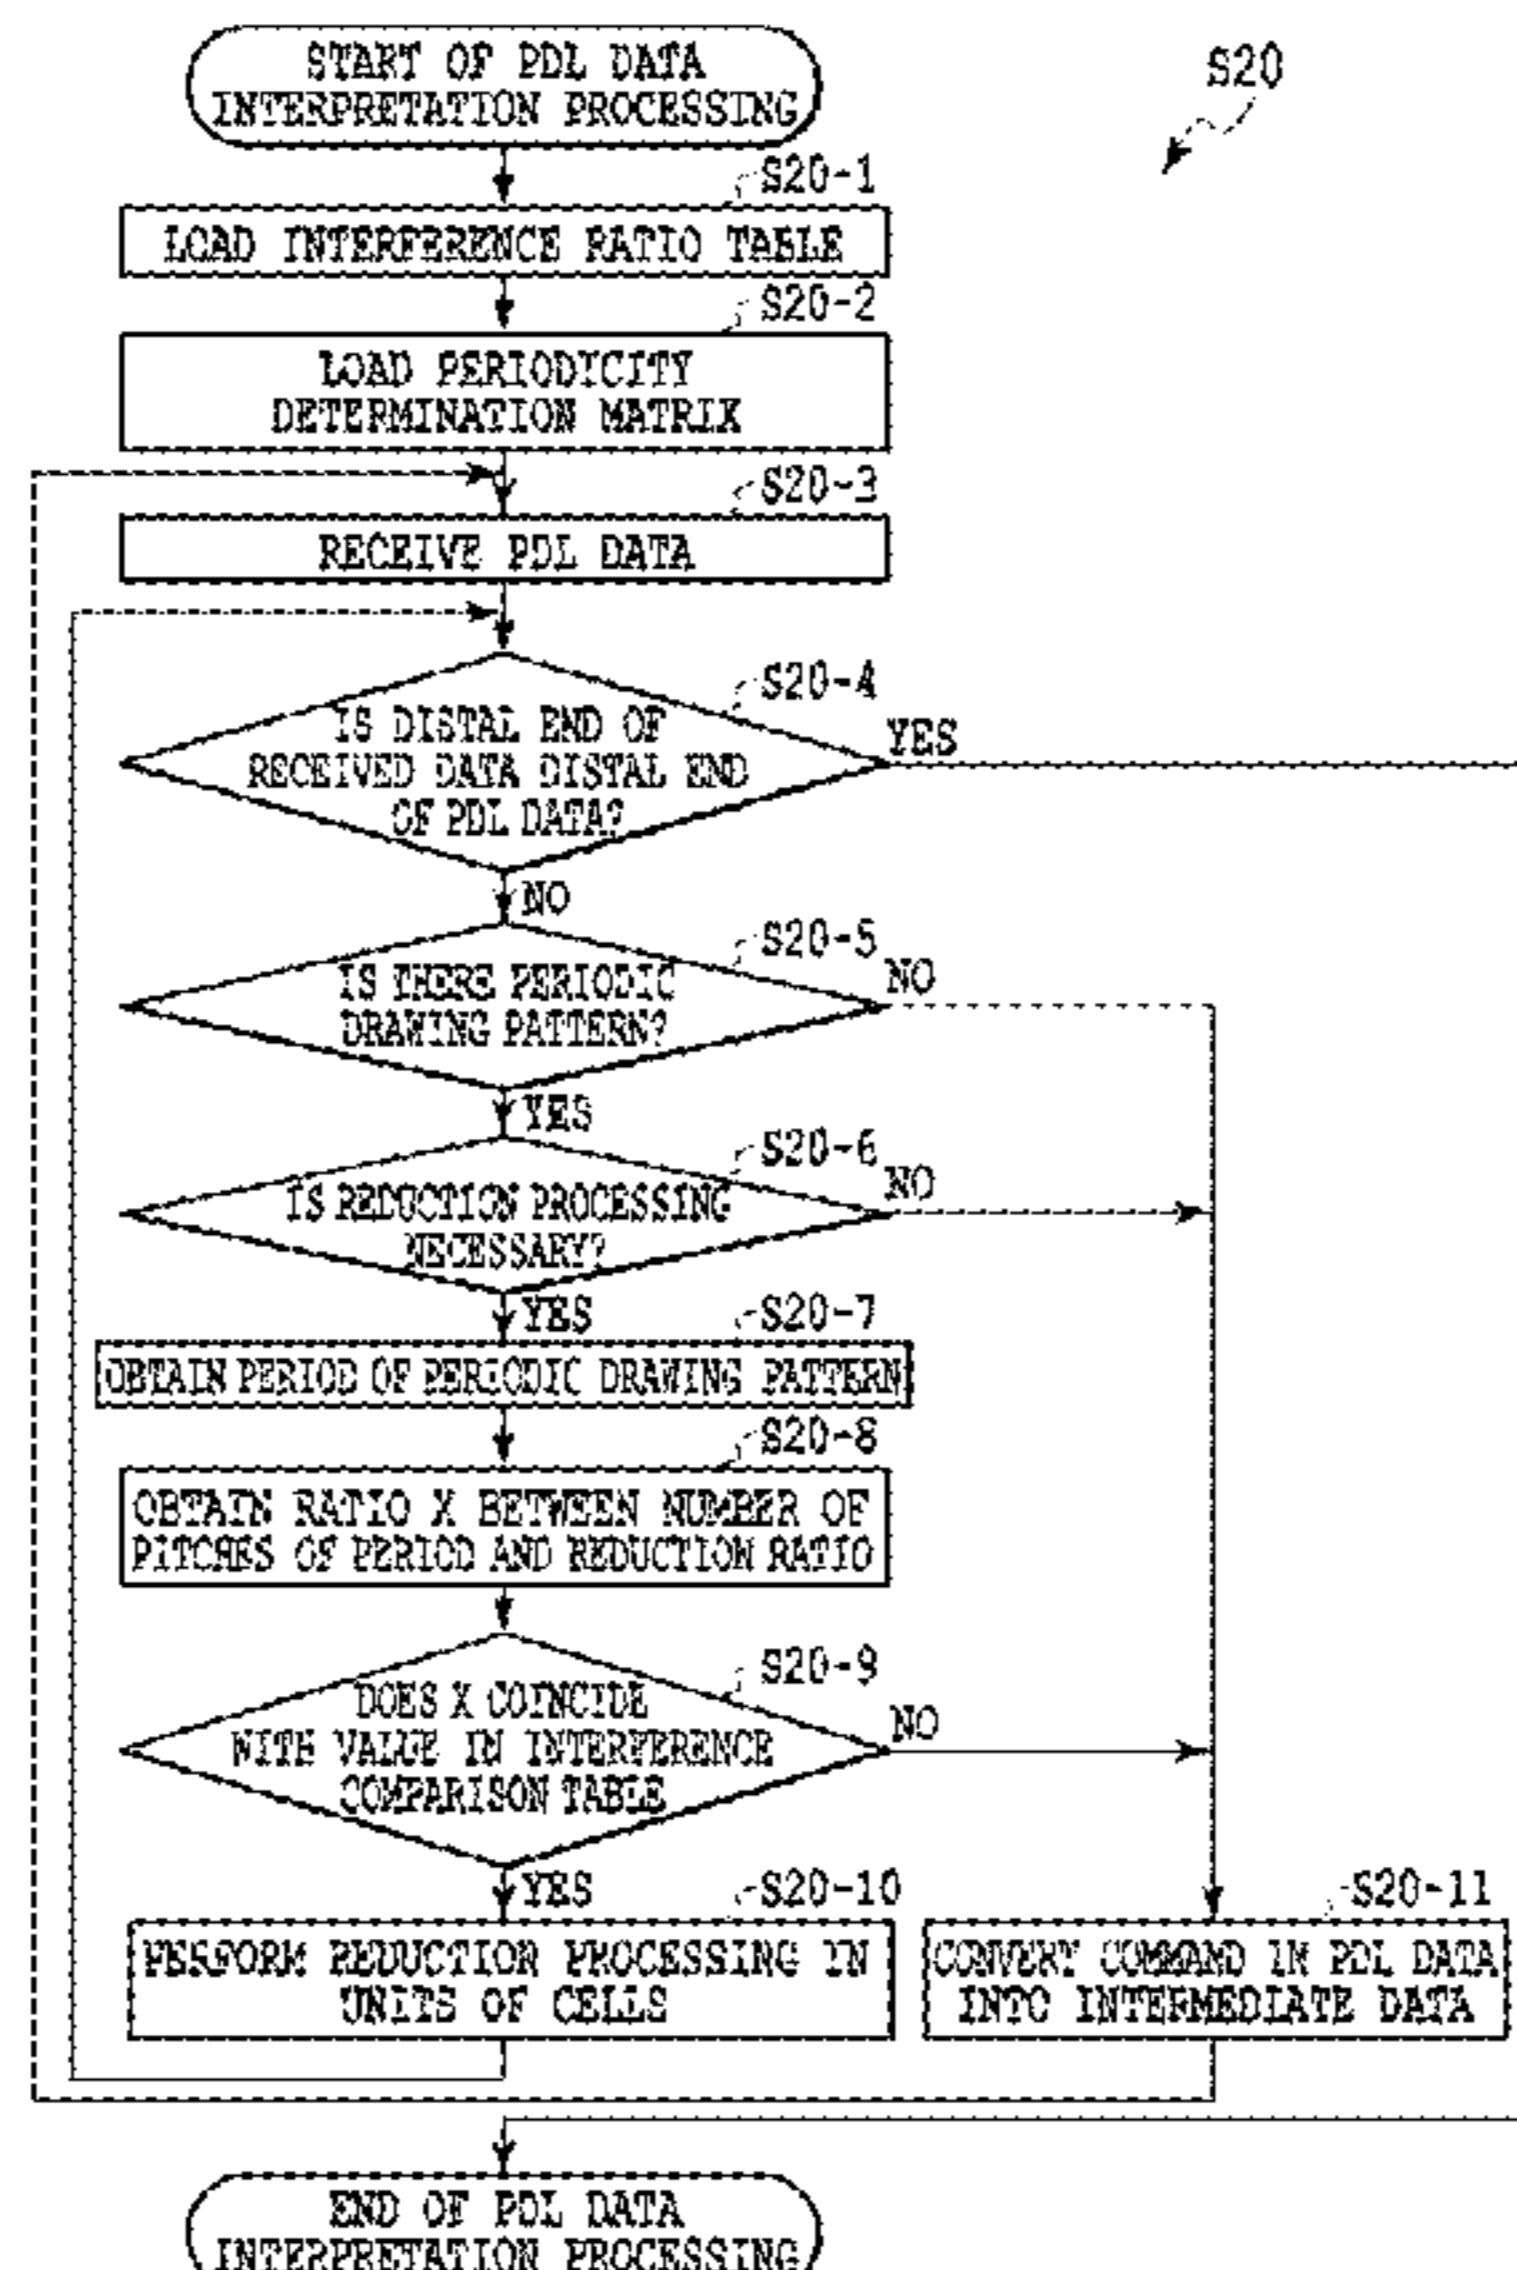 START OF PDL DATA
INTERPRETATION PROCESSING
S20
S20-1
LOAD INTERFERENCE RATIO TABLE
S20-2
LOAD PERIODICITY
DETERMINATION MATRIX
S20-3
RECEIVE PDL DATA
S20-4
IS DISTAL END OF
RECEIVED DATA DISTAL END
OF PDL DATA?
YES
NO
S20-5
IS THERE PERIODIC
DRAWING PATTERN?
NO
YES
S20-6
IS REDUCTION PROCESSING
NECESSARY?
NO
YES
S20-7
OBTAIN PERIOD OF PERIODIC DRAWING PATTERN
S20-8
OBTAIN RATIO X BETWEEN NUMBER OF
PITCHES OF PERIOD AND REDUCTION RATIO
S20-9
DOES X COINCIDE
WITH VALUE IN INTERFERENCE
COMPARISON TABLE
NO
YES
S20-10
PERFORM REDUCTION PROCESSING IN
UNITS OF CELLS
S20-11
CONVERT COMMAND IN PDL DATA
INTO INTERMEDIATE DATA
END OF PDL DATA
INTERPRETATION PROCESSING